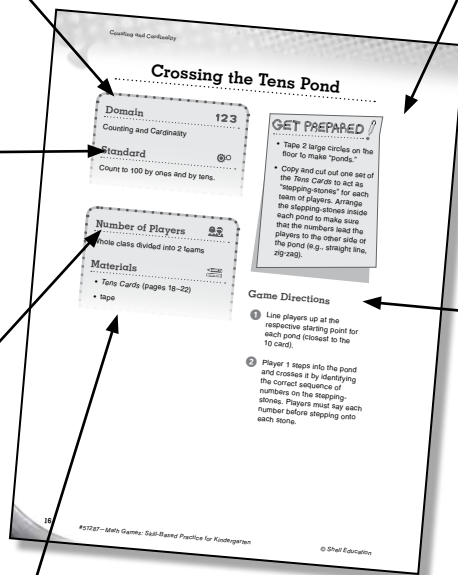 Counting and Cardinality
Crossing the Tens Pond
Domain 123
Counting and Cardinality
Standard
Count to 100 by ones and by tens.
Number of Players
Whole class divided into 2 teams
Materials
• Tens Cards (pages 18–22)
• tape
GET PREPARED!
• Tape 2 large circles on the
floor to make "ponds."
• Copy and cut out one set of
the Tens Cards to act as
"stepping-stones" for each
team of players. Arrange
the stepping-stones inside
each pond to make sure
that the numbers lead the
players to the other side of
the pond (e.g., straight line,
zig-zag).
Game Directions
1 Line players up at the
respective starting point for
each pond (closest to the
10 card).
2 Player 1 steps into the pond
and crosses it by identifying
the correct sequence of
numbers on the stepping-
stones. Players must say each
number before stepping onto
each stone.
16
#51287—Math Games: Skill-Based Practice for Kindergarten
© Shell Education